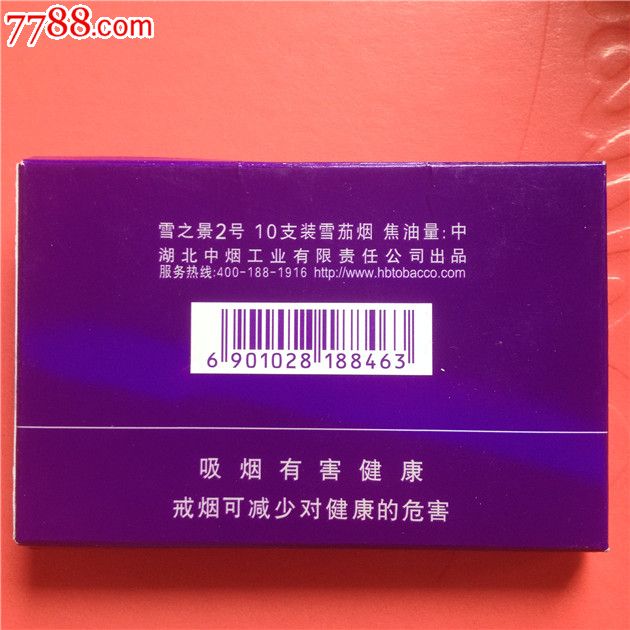 7788.com
雪之景2号 10支装雪茄烟 焦油量:中
湖北中烟工业有限责任公司出品
服务热线:400-188-1916 http://www.hbtobacco.com
6 901028 188463
吸烟有害健康
戒烟可减少对健康的危害